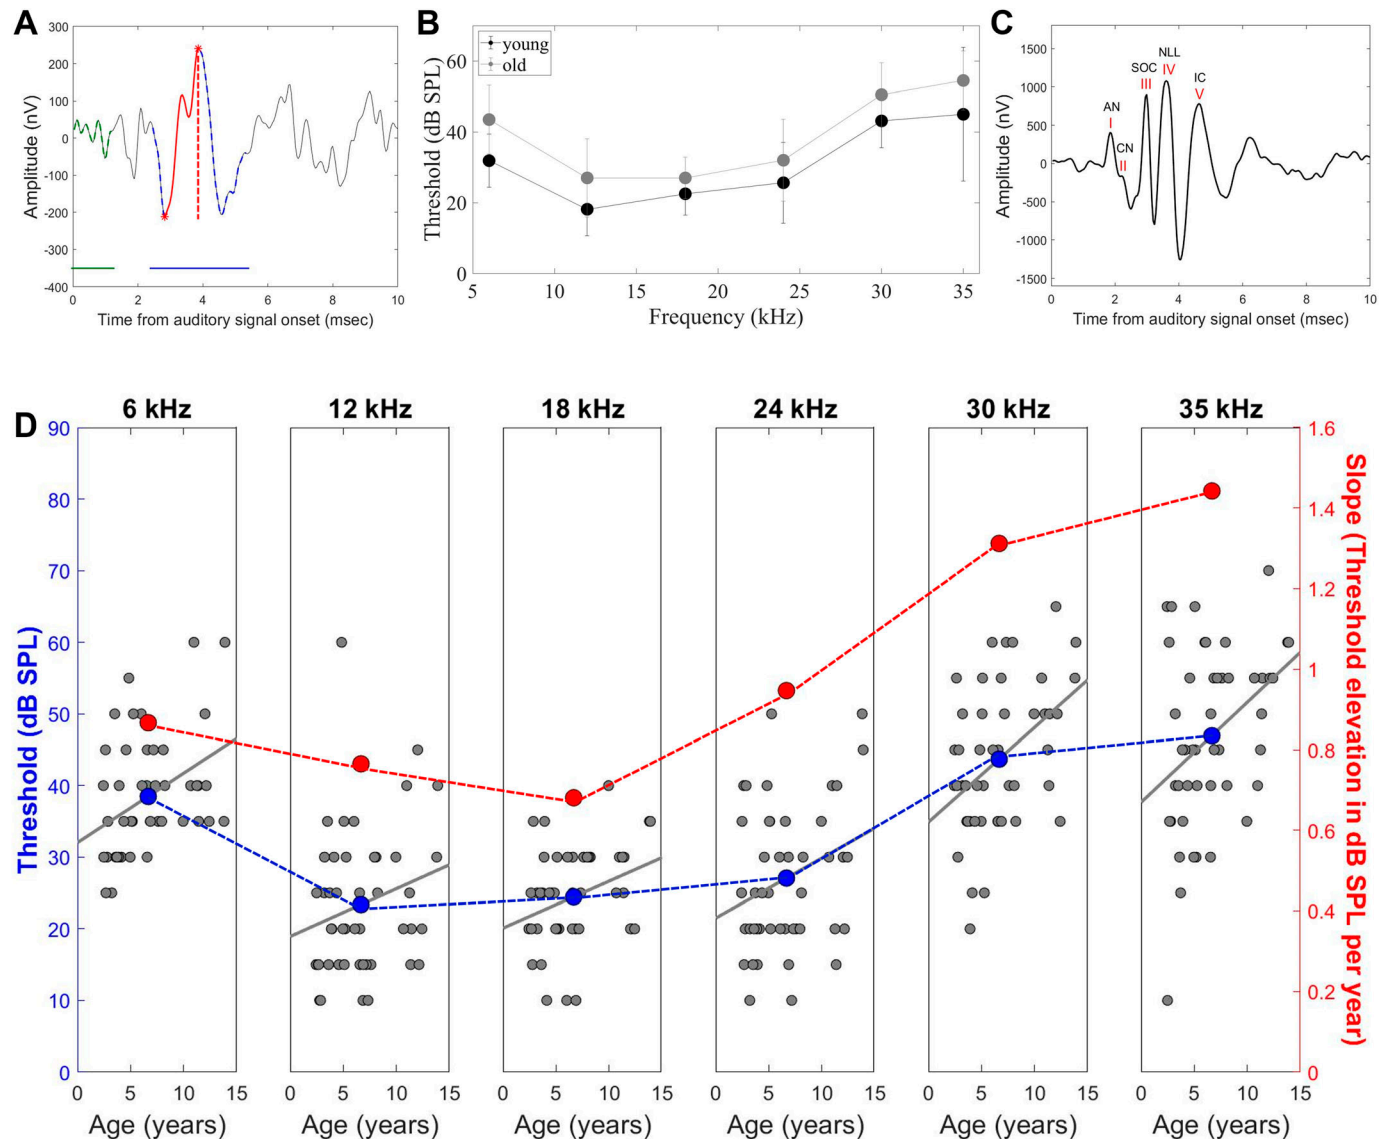 A
300
200
100
0
-100
-200
-300
-400
0 2 4 6 8 10
Amplitude (nV)
Time from auditory signal onset (msec)
B
young
old
60
40
20
0
5 10 15 20 25 30 35
Threshold (dB SPL)
Frequency (kHz)
C
1500
1000
500
0
-500
-1000
-1500
0 2 4 6 8 10
Amplitude (nV)
Time from auditory signal onset (msec)
AN
I
CN
II
SOC
III
NLL
IV
IC
V
D
6 kHz 12 kHz 18 kHz 24 kHz 30 kHz 35 kHz
90
80
70
60
50
40
30
20
10
0
Threshold (dB SPL)
1.6
1.4
1.2
1
0.8
0.6
0.4
0.2
0
Slope (Threshold elevation in dB SPL per year)
0 5 10 15 0 5 10 15 0 5 10 15 0 5 10 15 0 5 10 15 0 5 10 15
Age (years) Age (years) Age (years) Age (years) Age (years) Age (years)